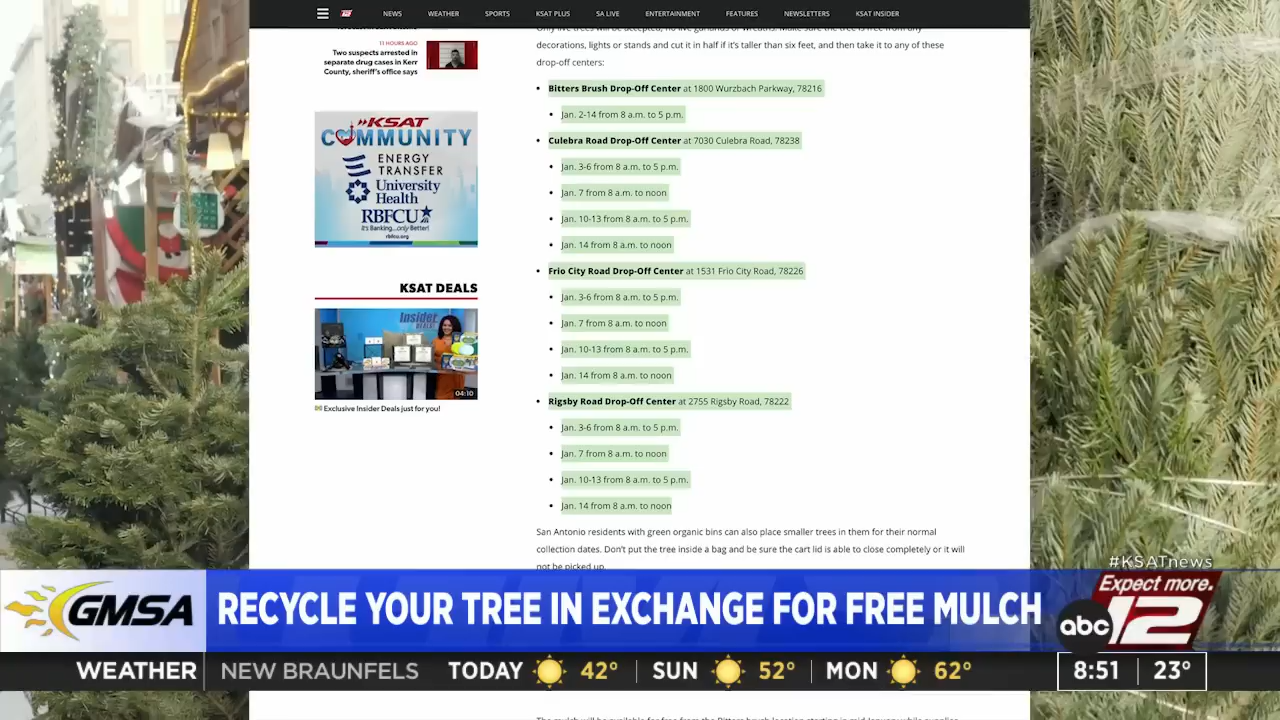 12 NEWS WEATHER SPORTS KSAT PLUS SA LIVE ENTERTAINMENT FEATURES NEWSLETTERS KSAT INSIDER
11 HOURS AGO
Two suspects arrested in
separate drug cases in Kerr
County, sheriff's office says
KSAT
COMMUNITY
ENERGY
TRANSFER
University
Health
RBFCU
It's Banking...only Better!
rbfcu.org
KSAT DEALS
Insider
DEALS!
04:10
Exclusive Insider Deals just for you!
decorations, lights or stands and cut it in half if it's taller than six feet, and then take it to any of these
drop-off centers:
• Bitters Brush Drop-Off Center at 1800 Wurzbach Parkway, 78216
• Jan. 2-14 from 8 a.m. to 5 p.m.
• Culebra Road Drop-Off Center at 7030 Culebra Road, 78238
• Jan. 3-6 from 8 a.m. to 5 p.m.
• Jan. 7 from 8 a.m. to noon
• Jan. 10-13 from 8 a.m. to 5 p.m.
• Jan. 14 from 8 a.m. to noon
• Frio City Road Drop-Off Center at 1531 Frio City Road, 78226
• Jan. 3-6 from 8 a.m. to 5 p.m.
• Jan. 7 from 8 a.m. to noon
• Jan. 10-13 from 8 a.m. to 5 p.m.
• Jan. 14 from 8 a.m. to noon
• Rigsby Road Drop-Off Center at 2755 Rigsby Road, 78222
• Jan. 3-6 from 8 a.m. to 5 p.m.
• Jan. 7 from 8 a.m. to noon
• Jan. 10-13 from 8 a.m. to 5 p.m.
• Jan. 14 from 8 a.m. to noon
San Antonio residents with green organic bins can also place smaller trees in them for their normal
collection dates. Don't put the tree inside a bag and be sure the cart lid is able to close completely or it will
not be picked up.
#KSATnews
GMSA
RECYCLE YOUR TREE IN EXCHANGE FOR FREE MULCH
Expect more.
abc 12
WEATHER NEW BRAUNFELS TODAY 42° SUN 52° MON 62° 8:51 23°